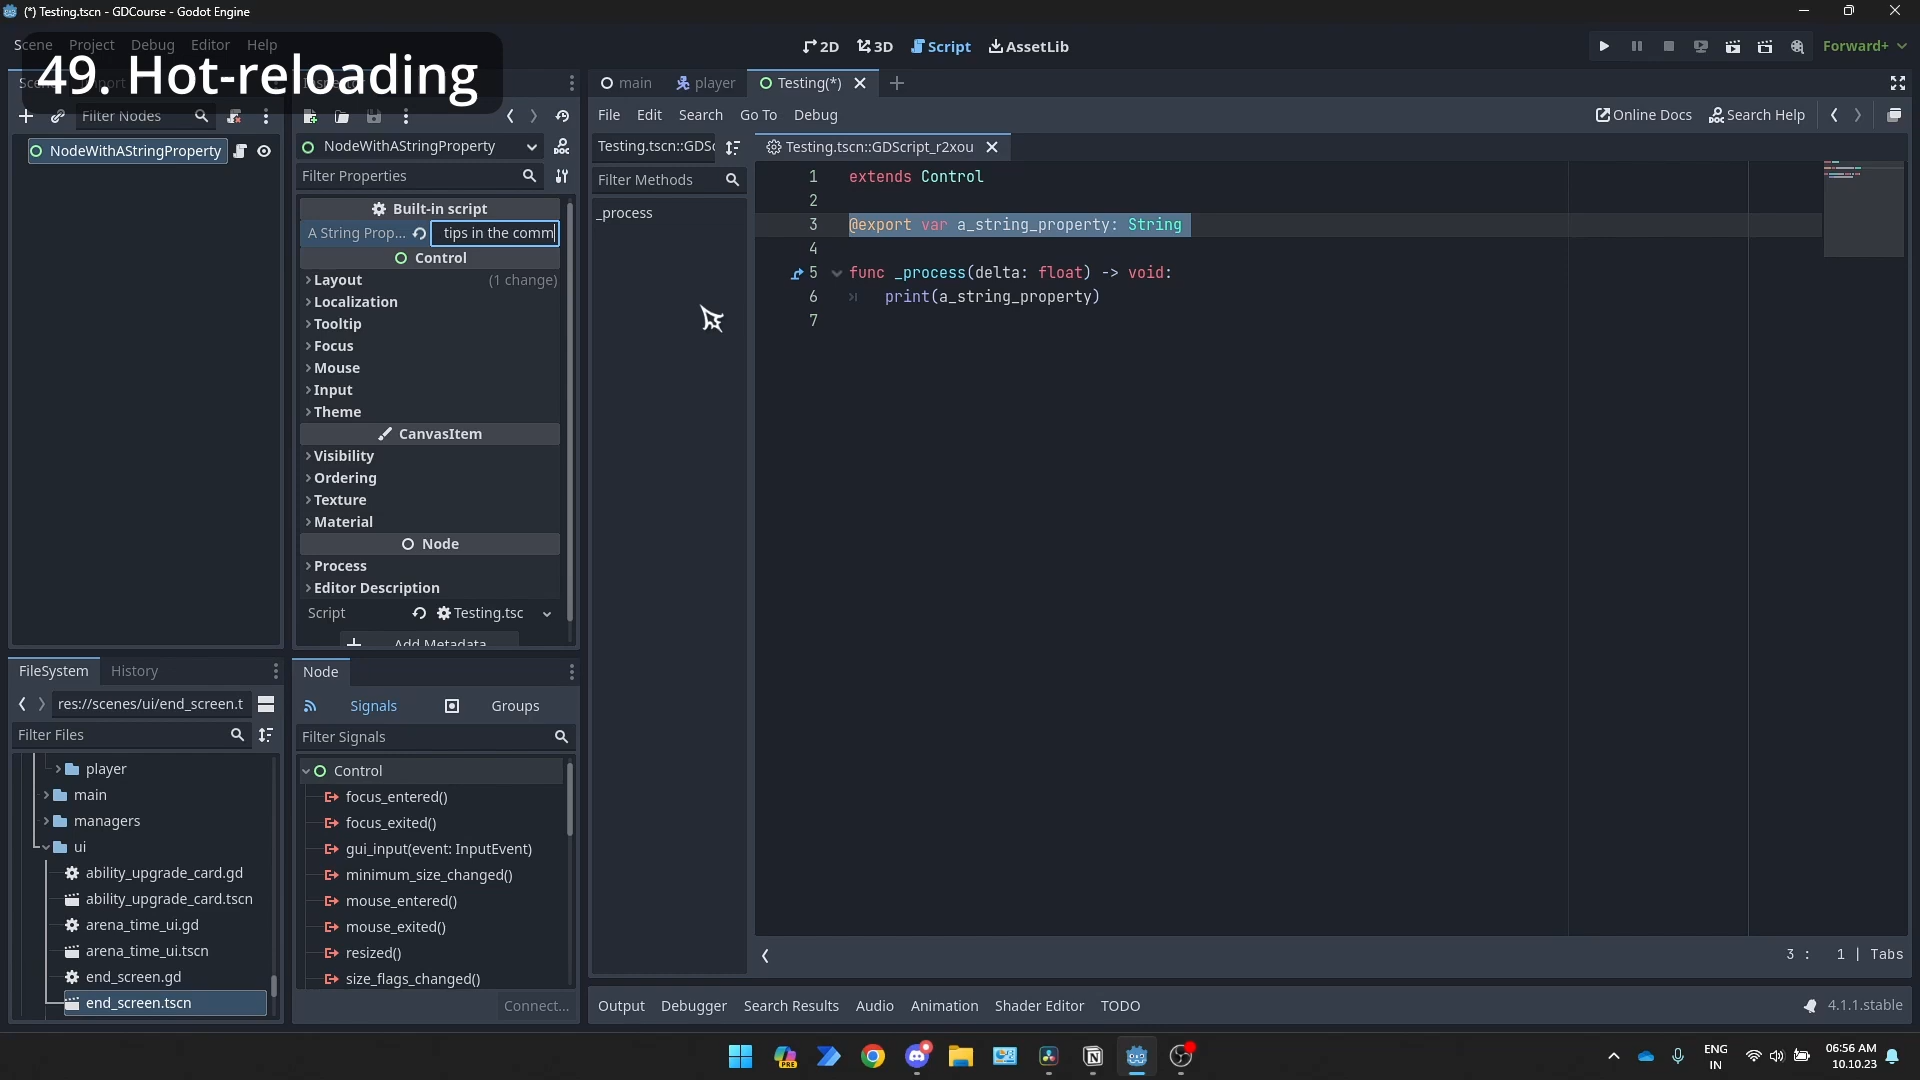 (*) Testing.tscn - GDCourse - Godot Engine
Scene Project Debug Editor Help
2D 3D Script AssetLib
Forward+
49. Hot-reloading
main player Testing(*)
Filter Nodes
File Edit Search Go To Debug
Online Docs Search Help
NodeWithAStringProperty
NodeWithAStringProperty
Filter Properties
Built-in script
A String Prop... tips in the comm
Control
Layout (1 change)
Localization
Tooltip
Focus
Mouse
Input
Theme
CanvasItem
Visibility
Ordering
Texture
Material
Node
Process
Editor Description
Script Testing.tsc
Add Metadata
Testing.tscn::GDSc
Filter Methods
_process
Testing.tscn::GDScript_r2xou
1 extends Control
2
3 @export var a_string_property: String
4
5 func _process(delta: float) -> void:
6 print(a_string_property)
7
3 : 1 | Tabs
FileSystem History
res://scenes/ui/end_screen.t
Filter Files
player
main
managers
ui
ability_upgrade_card.gd
ability_upgrade_card.tscn
arena_time_ui.gd
arena_time_ui.tscn
end_screen.gd
end_screen.tscn
Node
Signals Groups
Filter Signals
Control
focus_entered()
focus_exited()
gui_input(event: InputEvent)
minimum_size_changed()
mouse_entered()
mouse_exited()
resized()
size_flags_changed()
Connect...
Output Debugger Search Results Audio Animation Shader Editor TODO
4.1.1.stable
PRE
ENG
IN
06:56 AM
10.10.23